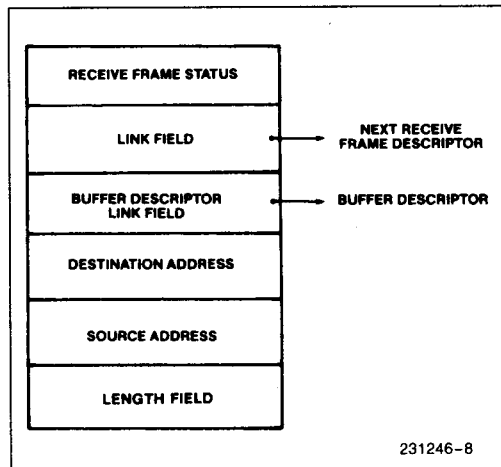 RECEIVE FRAME STATUS
LINK FIELD
NEXT RECEIVE
FRAME DESCRIPTOR
BUFFER DESCRIPTOR
LINK FIELD
BUFFER DESCRIPTOR
DESTINATION ADDRESS
SOURCE ADDRESS
LENGTH FIELD
231246-8